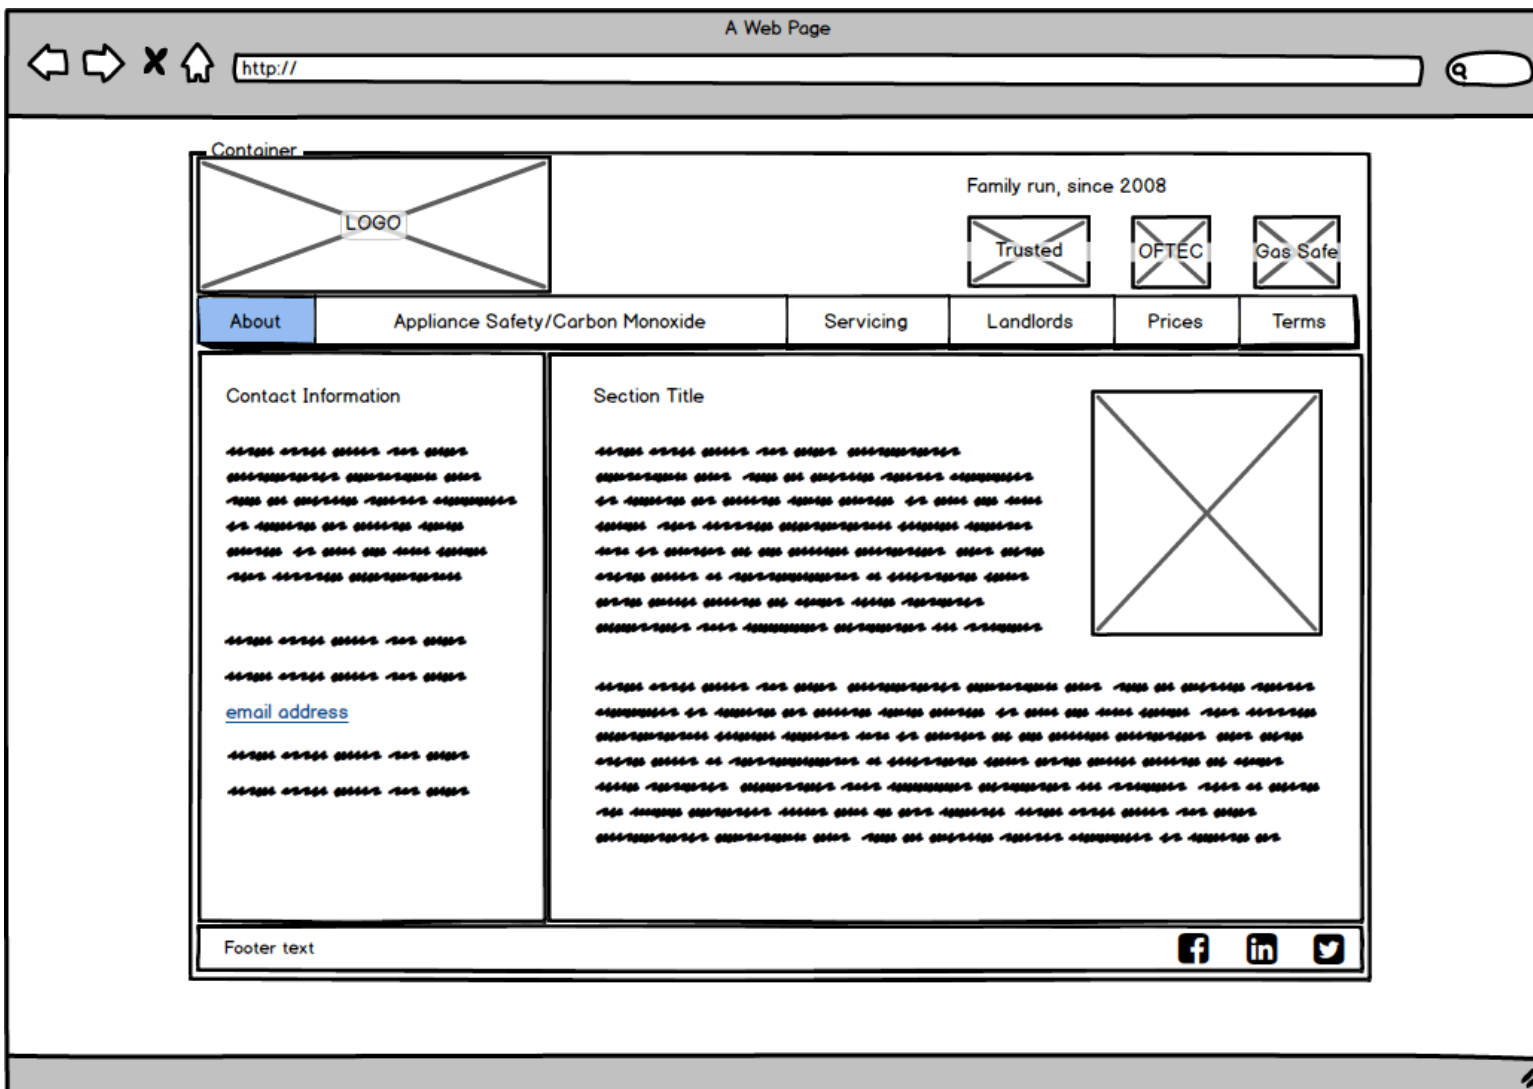 A Web Page
http://
Container
LOGO
Family run, since 2008
Trusted
OFTEC
Gas Safe
About
Appliance Safety/Carbon Monoxide
Servicing
Landlords
Prices
Terms
Contact Information
email address
Section Title
Footer text